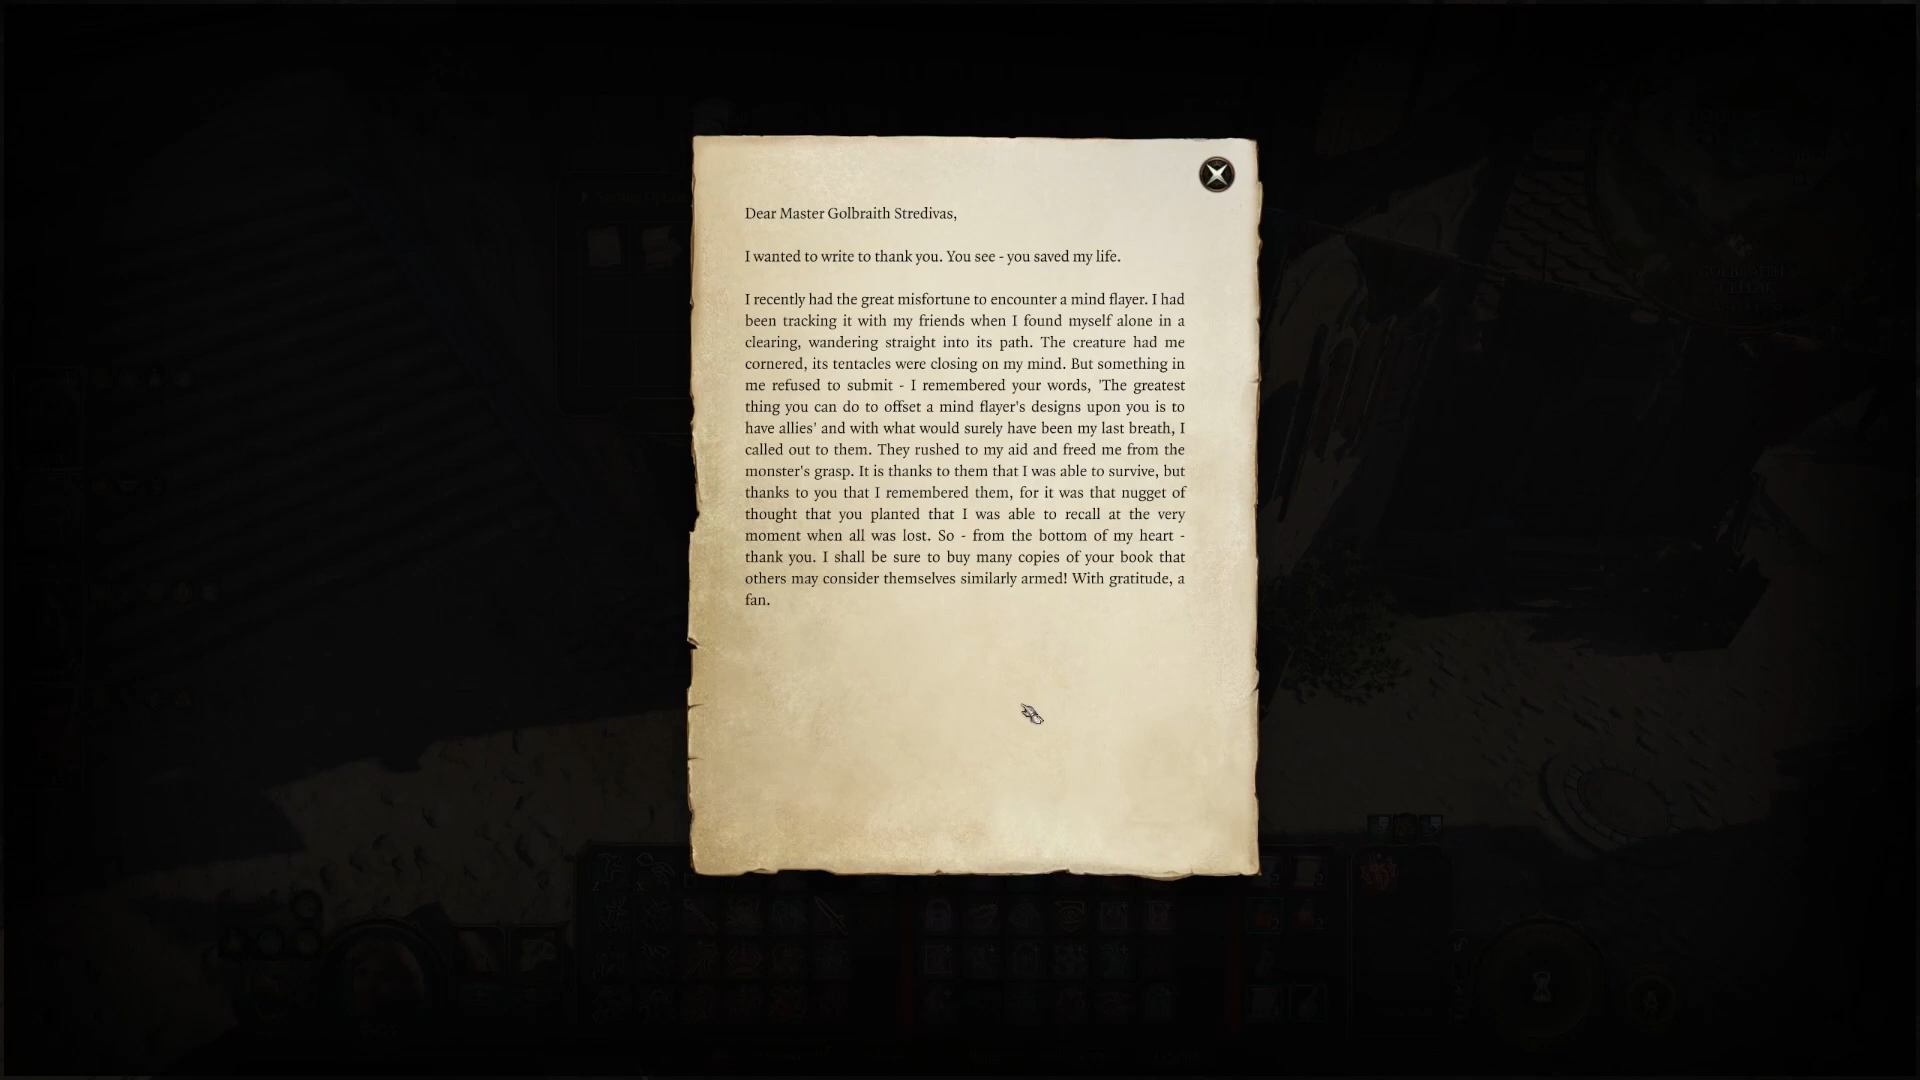 Dear Master Golbraith Stredivas,
I wanted to write to thank you. You see - you saved my life.
I recently had the great misfortune to encounter a mind flayer. I had
been tracking it with my friends when I found myself alone in a
clearing, wandering straight into its path. The creature had me
cornered, its tentacles were closing on my mind. But something in
me refused to submit - I remembered your words, 'The greatest
thing you can do to offset a mind flayer's designs upon you is to
have allies' and with what would surely have been my last breath, I
called out to them. They rushed to my aid and freed me from the
monster's grasp. It is thanks to them that I was able to survive, but
thanks to you that I remembered them, for it was that nugget of
thought that you planted that I was able to recall at the very
moment when all was lost. So - from the bottom of my heart -
thank you. I shall be sure to buy many copies of your book that
others may consider themselves similarly armed! With gratitude, a
fan.